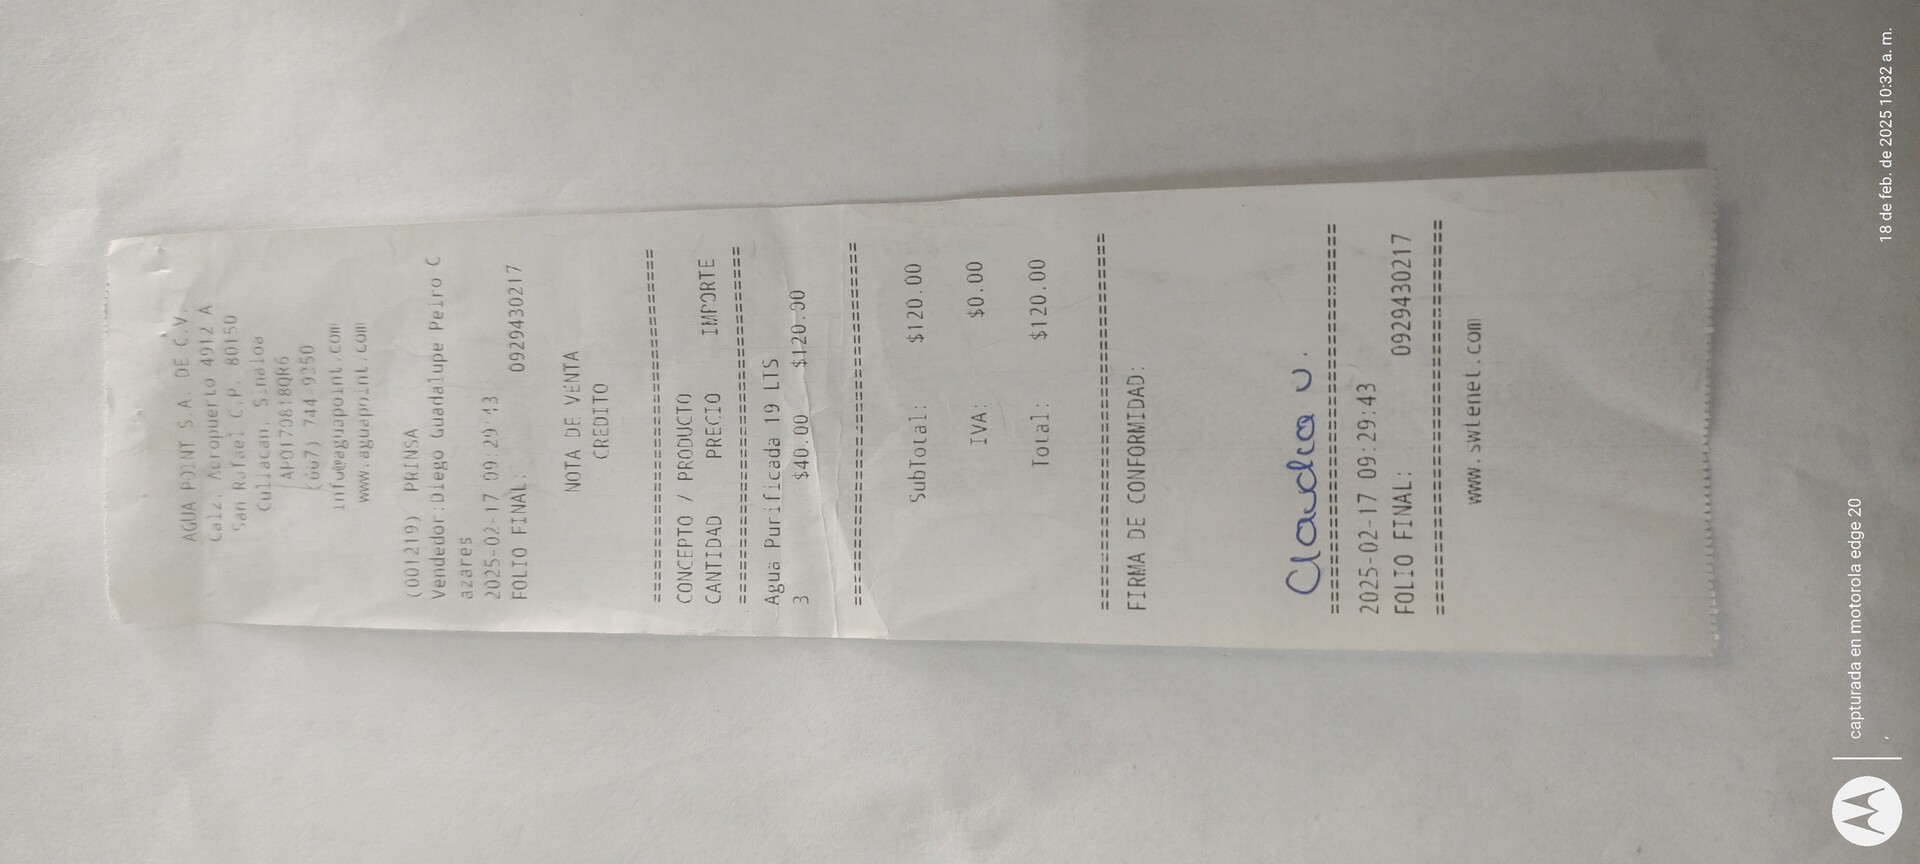 AGUA POINT S.A. DE C.V.
Calz. Aeropuerto 4912 A
San Rafael C.P. 80150
Culiacan, Sinaloa
APO170818QR6
(667) 744-9250
info@aguapoint.com
www.aguapoint.com
(001219) PRINSA
Vendedor:Diego Guadalupe Peiro C
azares
2025-02-17 09:29:43
FOLIO FINAL: 0929430217
NOTA DE VENTA
CREDITO
================================
CONCEPTO / PRODUCTO
CANTIDAD PRECIO IMPORTE
================================
Agua Purificada 19 LTS
3 $40.00 $120.00
================================
SubTotal: $120.00
IVA: $0.00
Total: $120.00
================================
FIRMA DE CONFORMIDAD:
Claudia U.
================================
2025-02-17 09:29:43
FOLIO FINAL: 0929430217
================================
www.swlenet.com
capturada en motorola edge 20
18 de feb. de 2025 10:32 a. m.